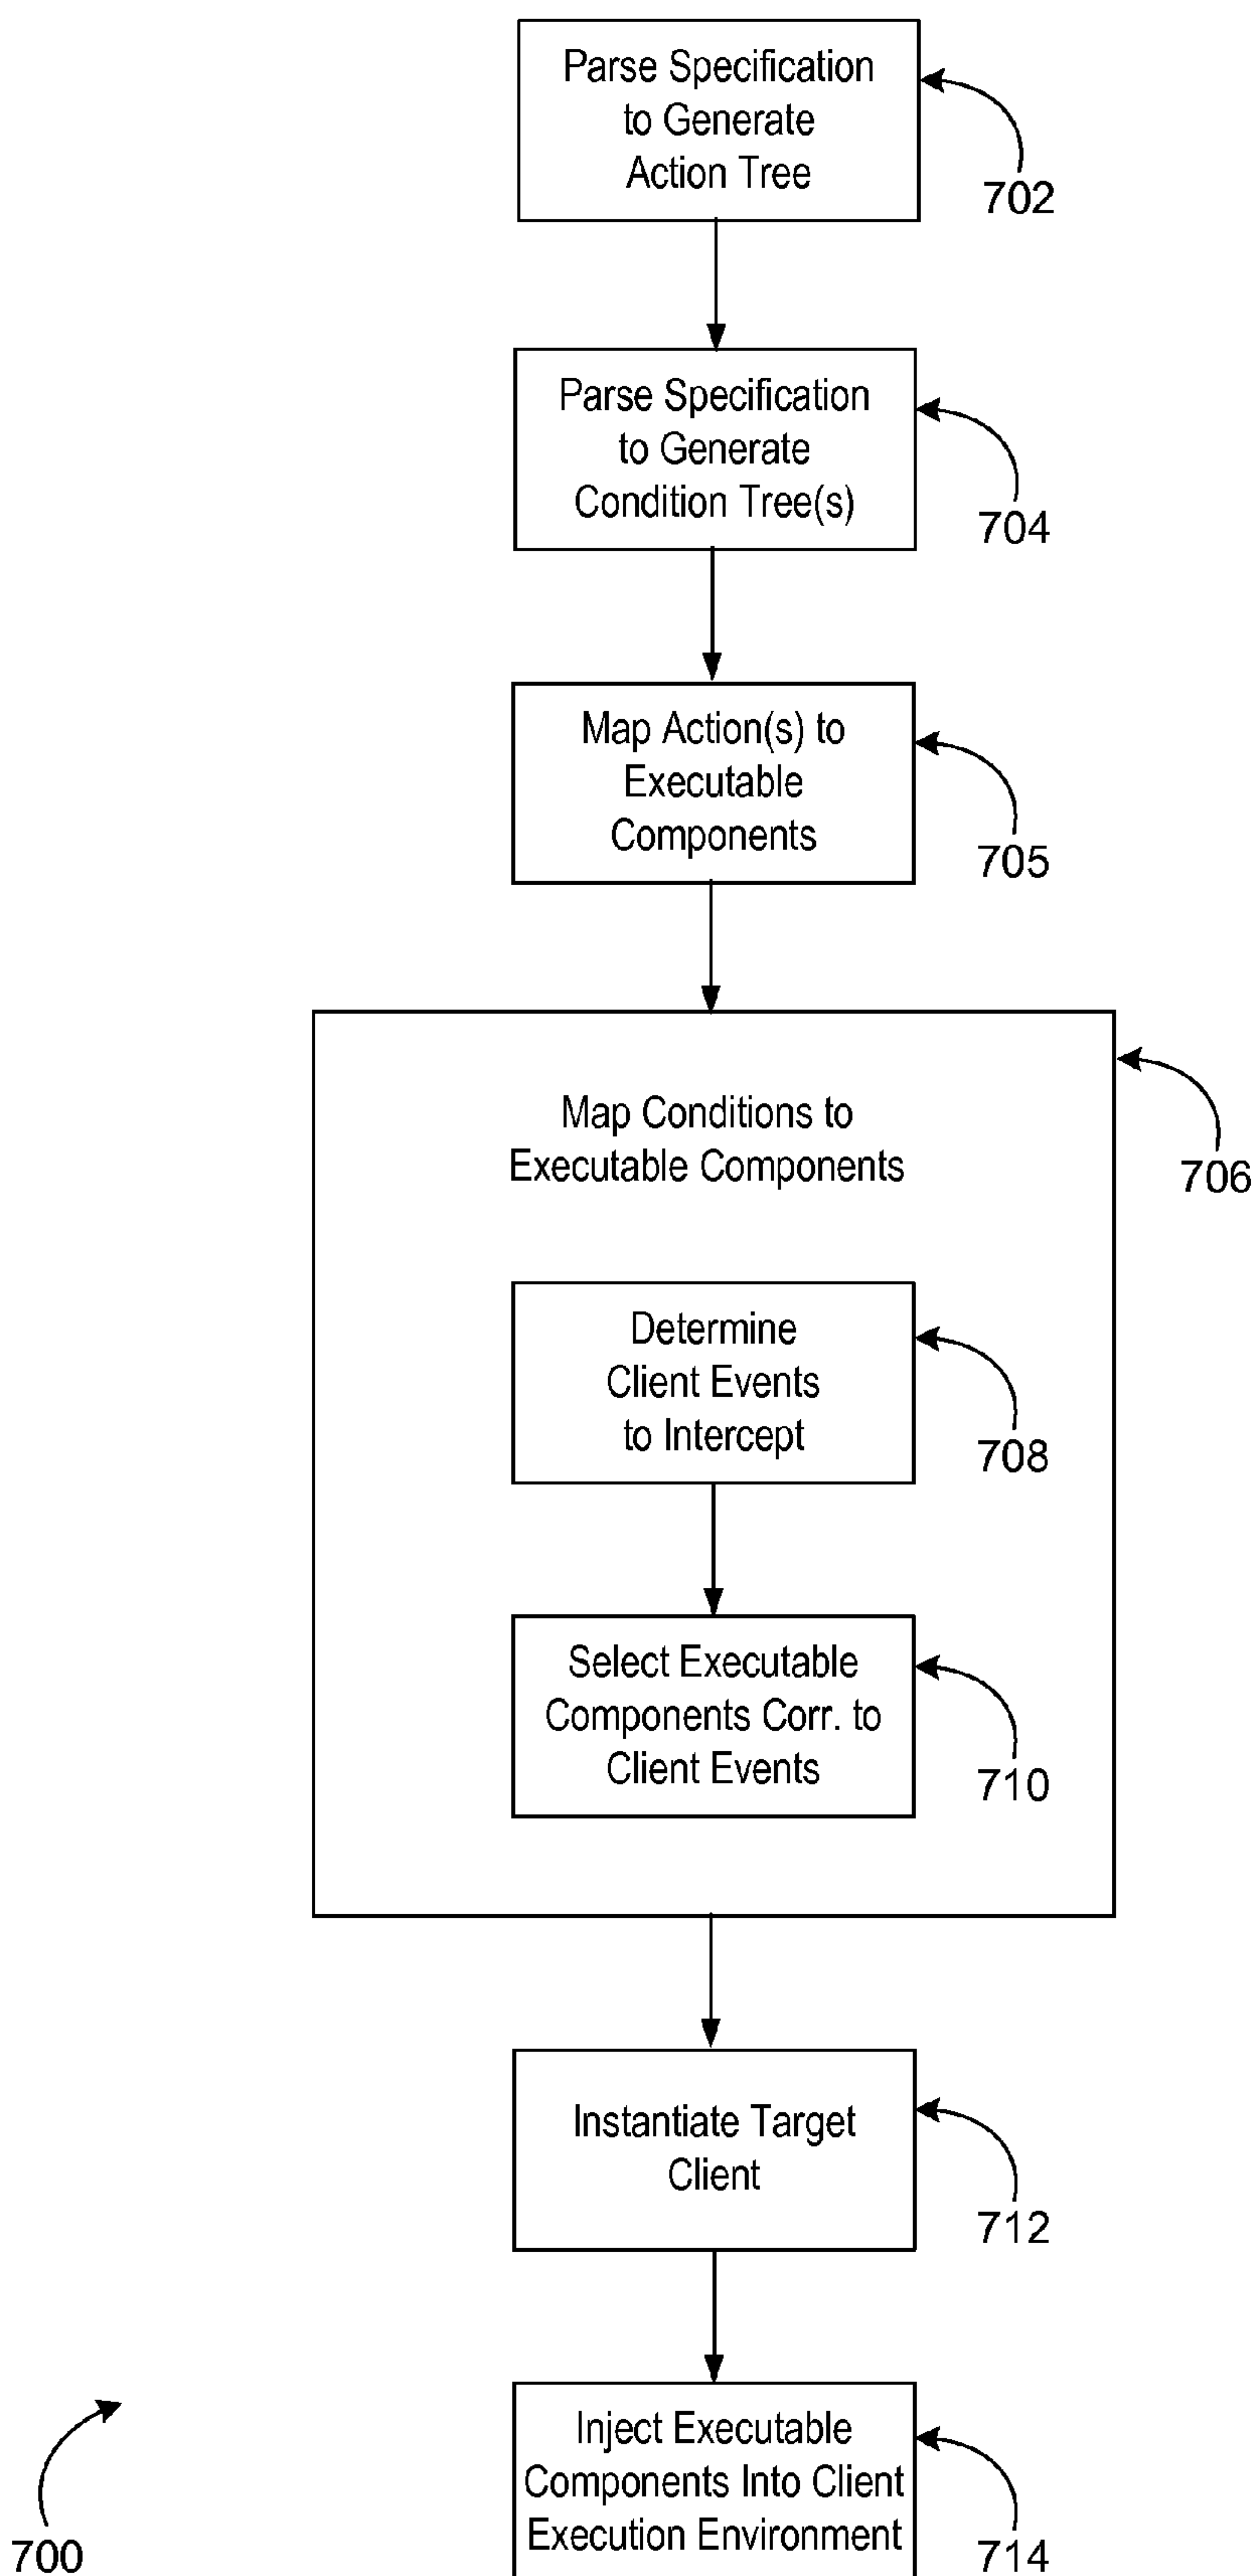 Parse Specification
to Generate
Action Tree
702
Parse Specification
to Generate
Condition Tree(s)
704
Map Action(s) to
Executable
Components
705
Map Conditions to
Executable Components
706
Determine
Client Events
to Intercept
708
Select Executable
Components Corr. to
Client Events
710
Instantiate Target
Client
712
Inject Executable
Components Into Client
Execution Environment
714
700